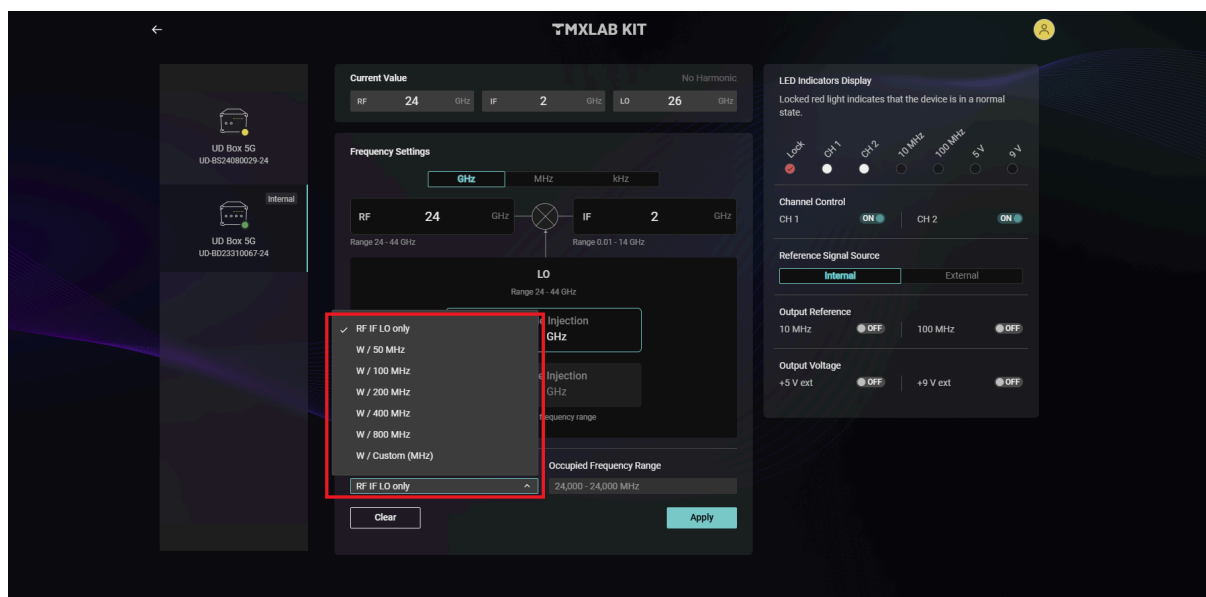 TMXLAB KIT
UD Box 5G
UD-BS24080029-24
Internal
UD Box 5G
UD-BD23310067-24
Current Value
No Harmonic
RF 24 GHz IF 2 GHz LO 26 GHz
Frequency Settings
GHz MHz kHz
RF 24 GHz IF 2 GHz
Range 24 - 44 GHz Range 0.01 - 14 GHz
LO
Range 24 - 44 GHz
e Injection
GHz
e Injection
GHz
frequency range
RF IF LO only
W / 50 MHz
W / 100 MHz
W / 200 MHz
W / 400 MHz
W / 800 MHz
W / Custom (MHz)
Occupied Frequency Range
RF IF LO only 24,000 - 24,000 MHz
Clear Apply
LED Indicators Display
Locked red light indicates that the device is in a normal
state.
Lock CH 1 CH 2 10 MHz 100 MHz 5 V 9 V
Channel Control
CH 1 ON CH 2 ON
Reference Signal Source
Internal External
Output Reference
10 MHz OFF 100 MHz OFF
Output Voltage
+5 V ext OFF +9 V ext OFF